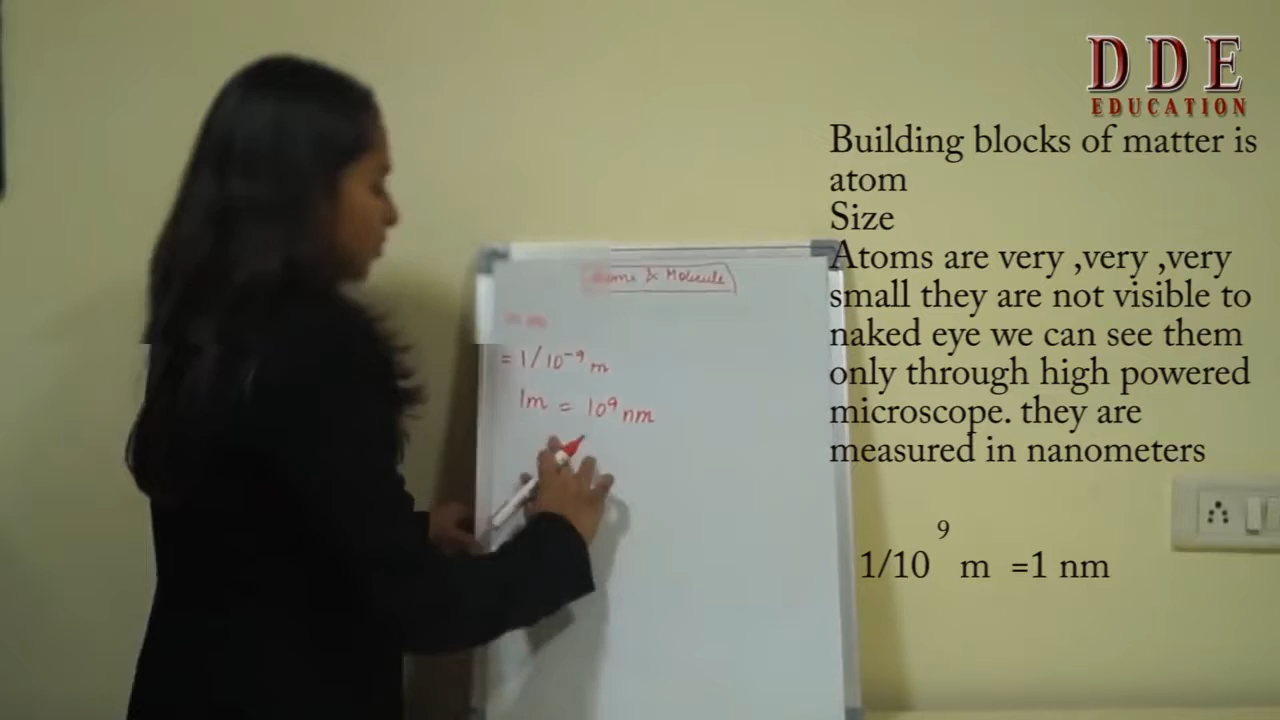 DDE
EDUCATION
Building blocks of matter is
atom
Size
Atoms are very ,very ,very
small they are not visible to
naked eye we can see them
only through high powered
microscope. they are
measured in nanometers
1/10⁹ m =1 nm
& Molecule
= 1/10⁻⁹ m
1m = 10⁹ nm